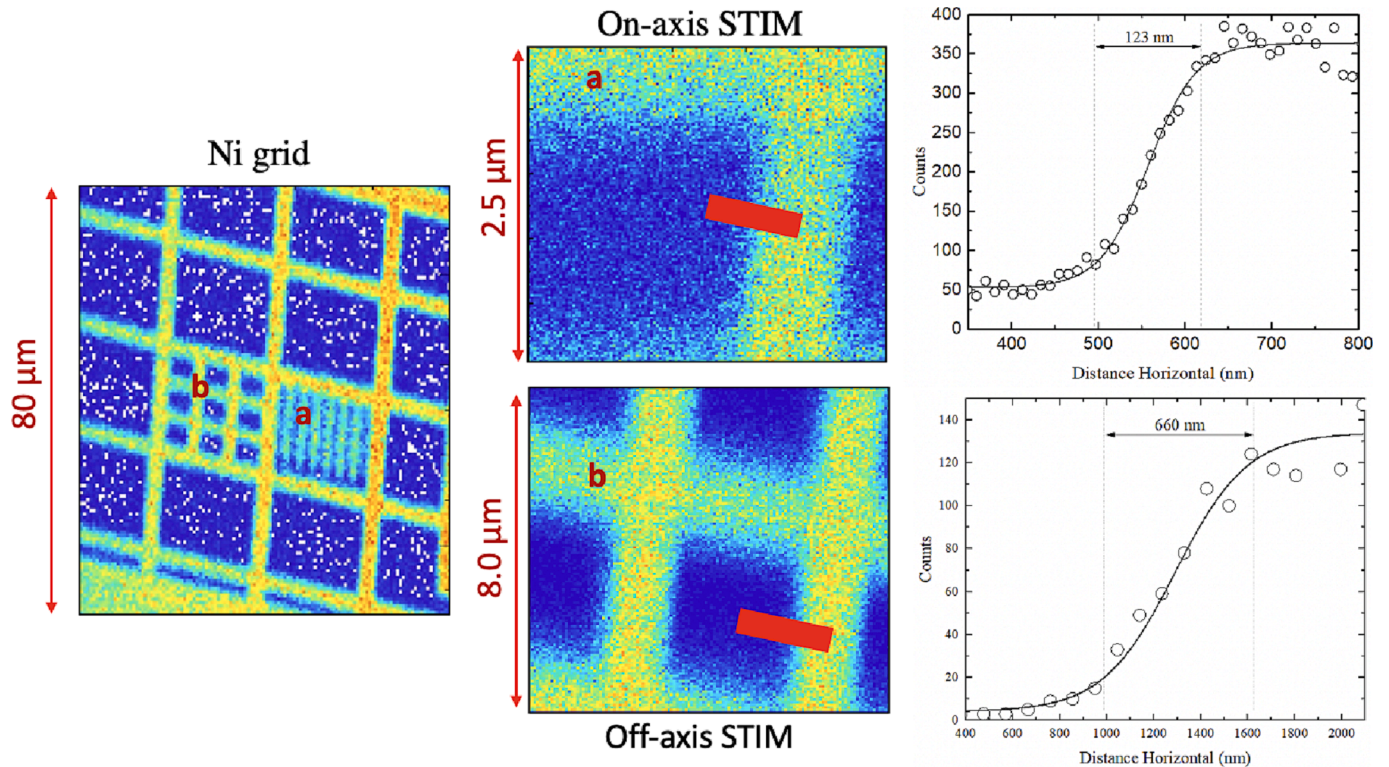 Ni grid
80 μm
b
a
On-axis STIM
2.5 μm
a
8.0 μm
b
Off-axis STIM
400
350
300
250
200
150
100
50
0
Counts
123 nm
400 500 600 700 800
Distance Horizontal (nm)
140
120
100
80
60
40
20
0
Counts
660 nm
400 600 800 1000 1200 1400 1600 1800 2000
Distance Horizontal (nm)